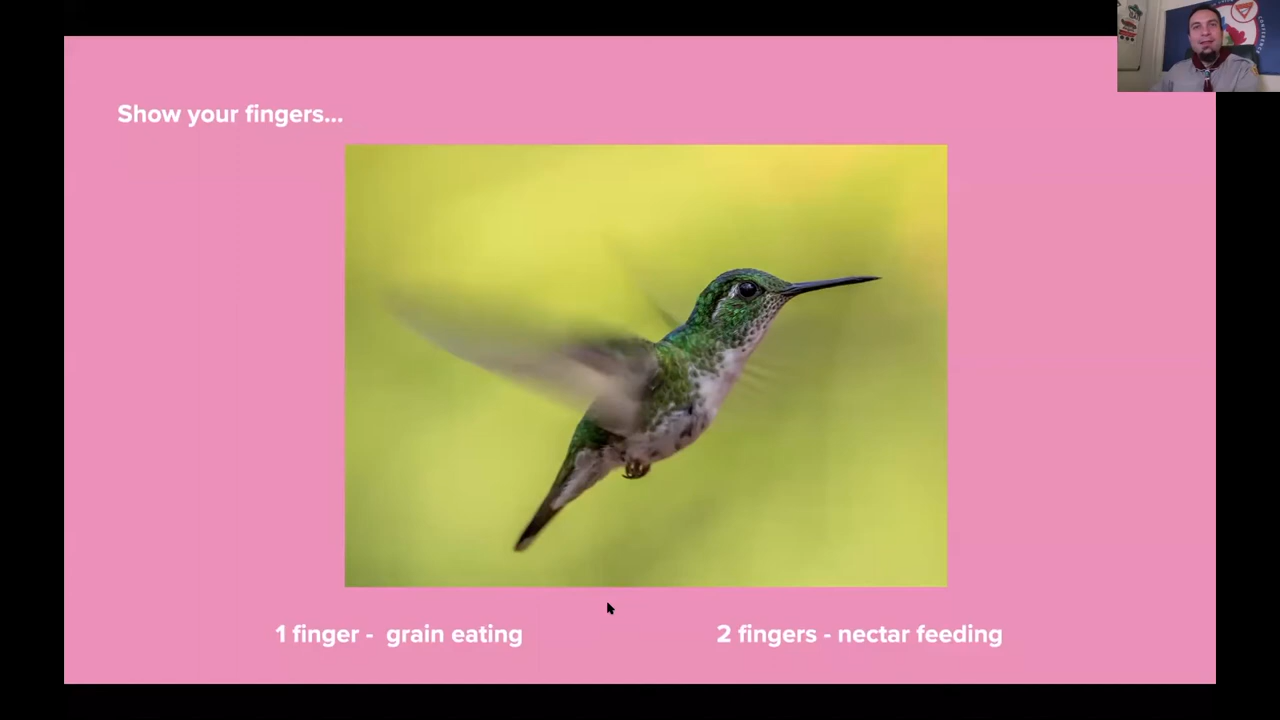 Show your fingers...
1 finger - grain eating
2 fingers - nectar feeding